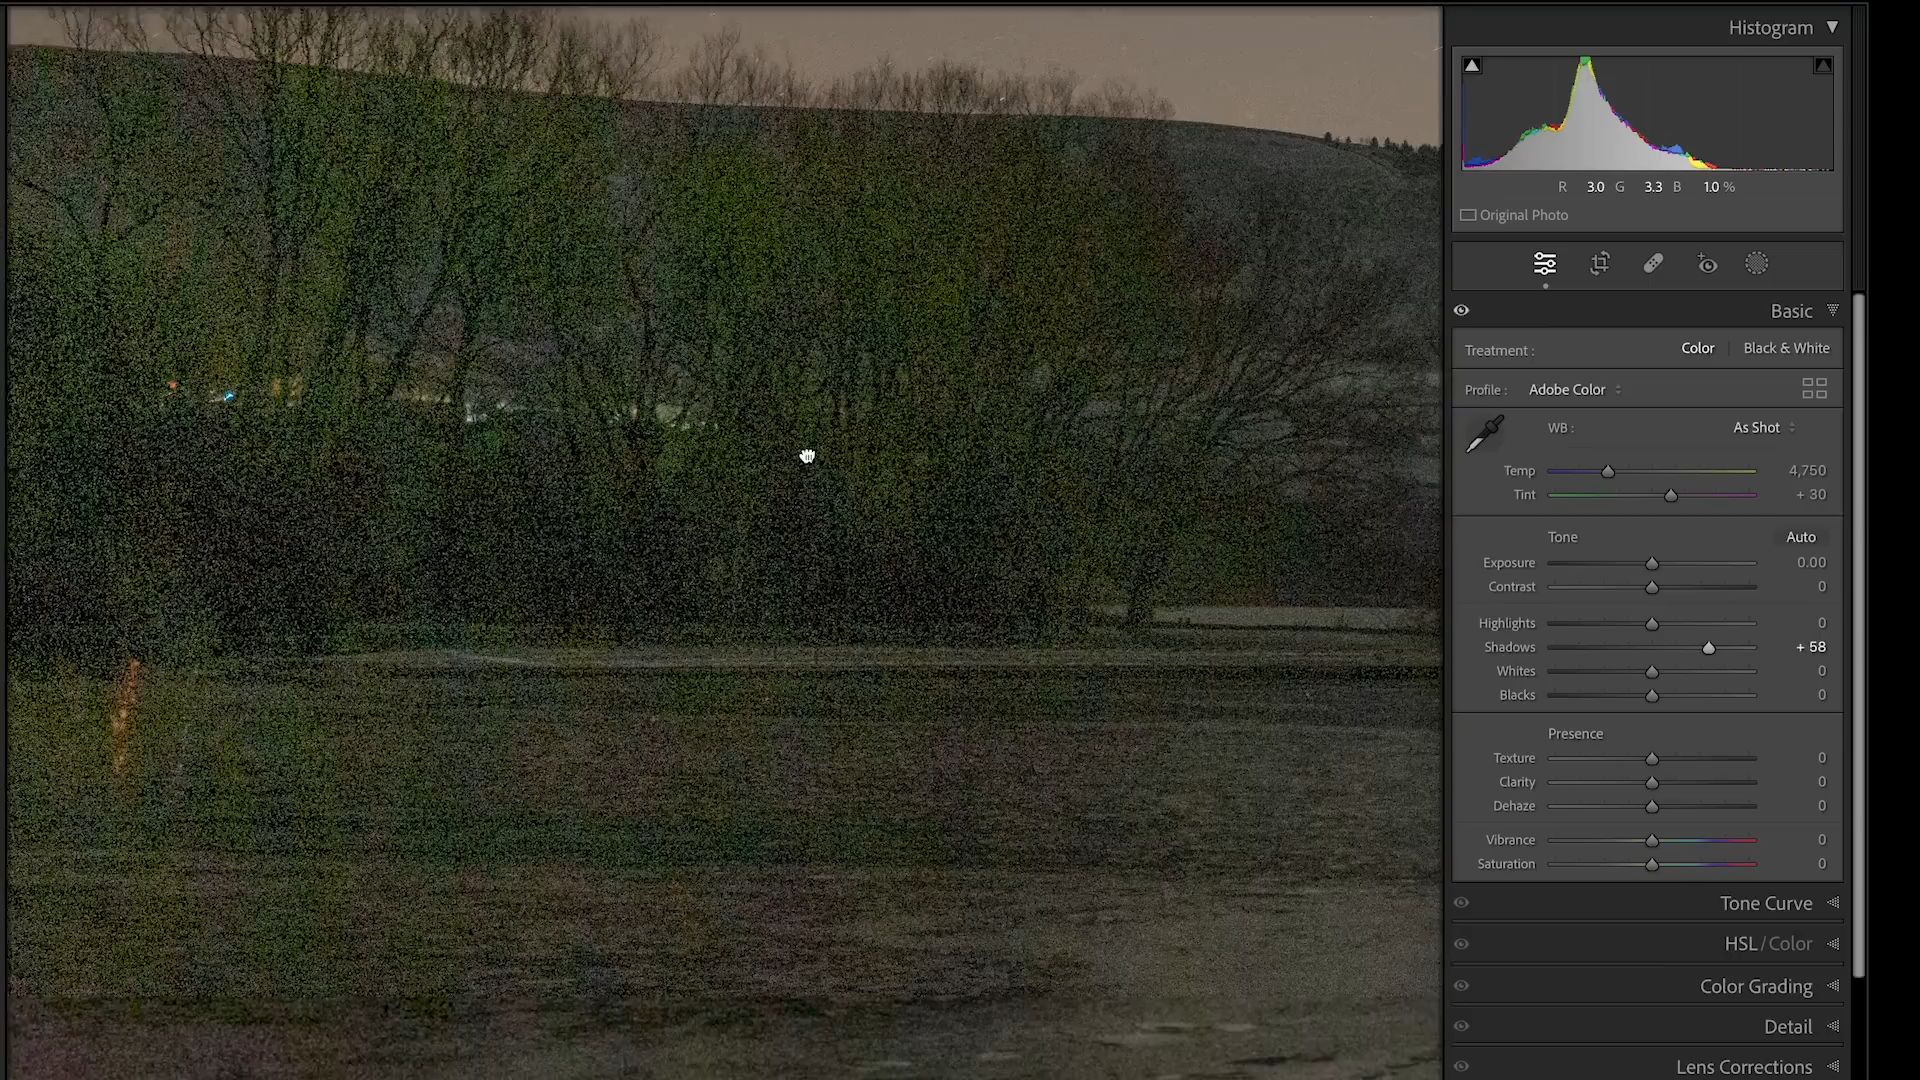 Histogram
R 3.0 G 3.3 B 1.0 %
Original Photo
Basic
Treatment : Color Black & White
Profile : Adobe Color
WB : As Shot
Temp 4,750
Tint + 30
Tone Auto
Exposure 0.00
Contrast 0
Highlights 0
Shadows + 58
Whites 0
Blacks 0
Presence
Texture 0
Clarity 0
Dehaze 0
Vibrance 0
Saturation 0
Tone Curve
HSL / Color
Color Grading
Detail
Lens Corrections